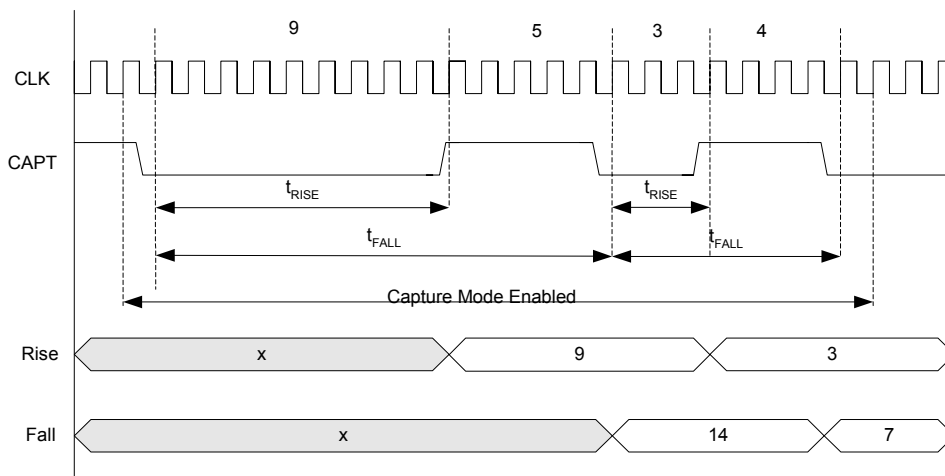 9 5 3 4
CLK
CAPT
tRISE tRISE
tFALL tFALL
Capture Mode Enabled
Rise x 9 3
Fall x 14 7